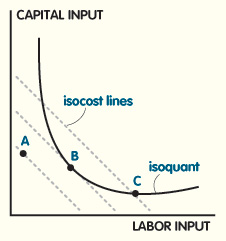 CAPITAL INPUT
isocost lines
A
B
C
isoquant
LABOR INPUT